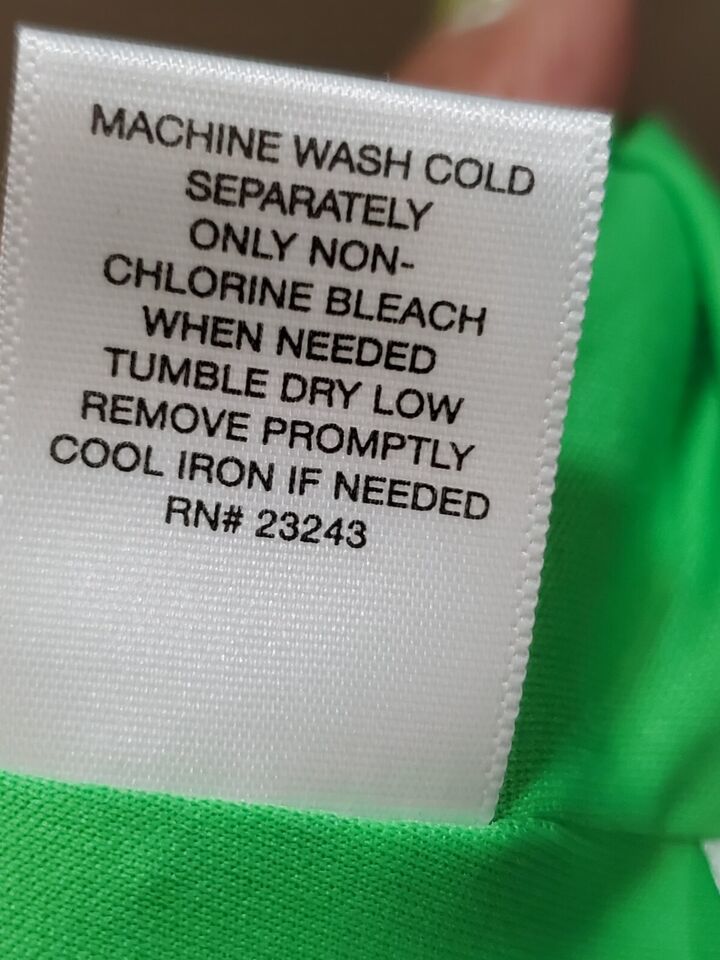 MACHINE WASH COLD
SEPARATELY
ONLY NON-
CHLORINE BLEACH
WHEN NEEDED
TUMBLE DRY LOW
REMOVE PROMPTLY
COOL IRON IF NEEDED
RN# 23243